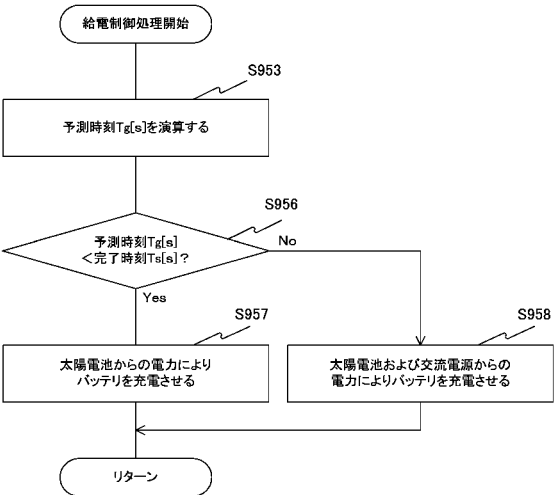 給電制御処理開始
S953
予測時刻Tg[s]を演算する
S956
予測時刻Tg[s]
<完了時刻Ts[s]?
No
Yes
S957
太陽電池からの電力により
バッテリを充電させる
S958
太陽電池および交流電源からの
電力によりバッテリを充電させる
リターン